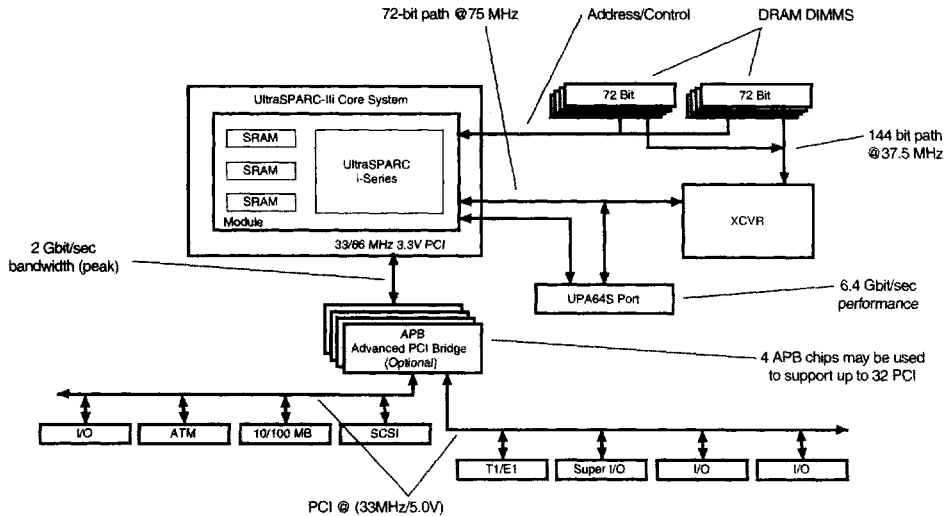 72-bit path @75 MHz
Address/Control
DRAM DIMMS
UltraSPARC-IIi Core System
72 Bit
72 Bit
SRAM
SRAM
SRAM
UltraSPARC
i-Series
Module
144 bit path
@37.5 MHz
XCVR
33/66 MHz 3.3V PCI
2 Gbit/sec
bandwidth (peak)
UPA64S Port
6.4 Gbit/sec
performance
APB
Advanced PCI Bridge
(Optional)
4 APB chips may be used
to support up to 32 PCI
I/O
ATM
10/100 MB
SCSI
T1/E1
Super I/O
I/O
I/O
PCI @ (33MHz/5.0V)